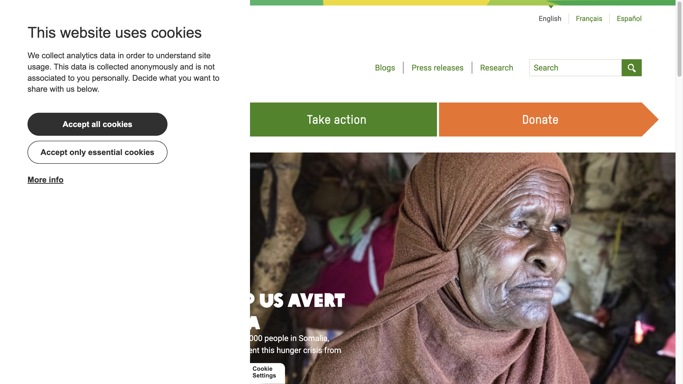 This website uses cookies
We collect analytics data in order to understand site
usage. This data is collected anonymously and is not
associated to you personally. Decide what you want to
share with us below.
Accept all cookies
Accept only essential cookies
More info
English
Français
Español
Blogs
Press releases
Research
Search
Take action
Donate
P US AVERT
A
000 people in Somalia,
ent this hunger crisis from
Cookie
Settings